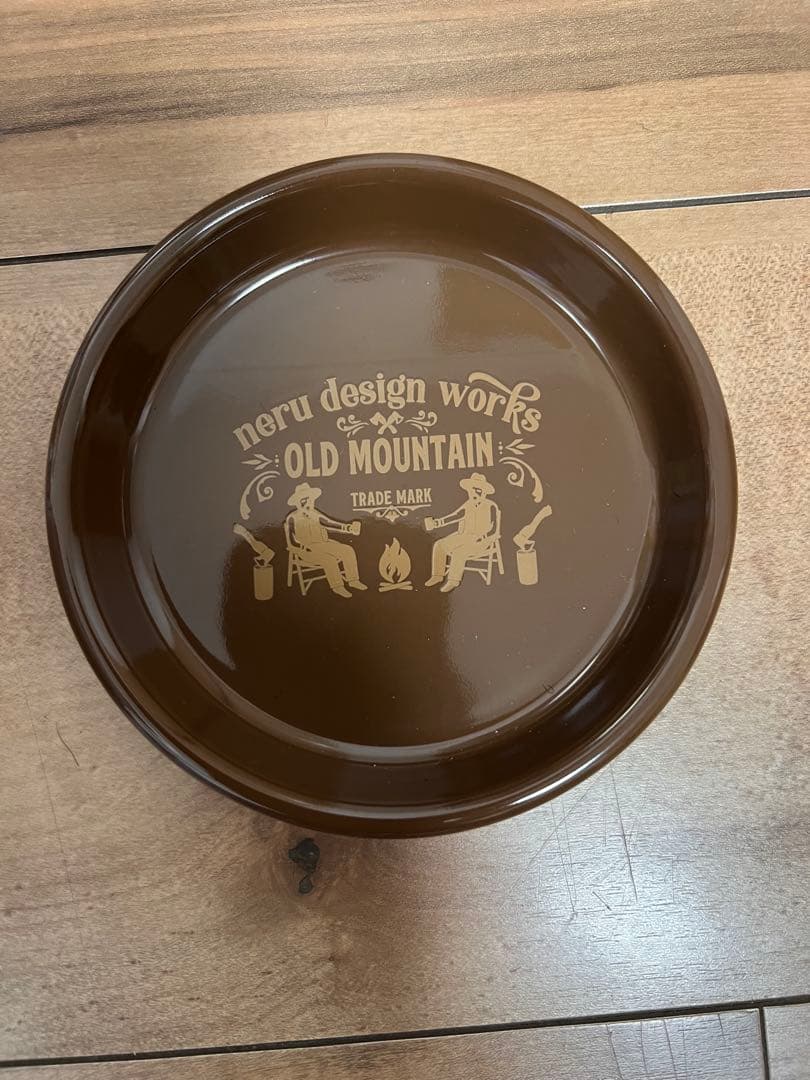 neru design works
OLD MOUNTAIN
TRADE MARK